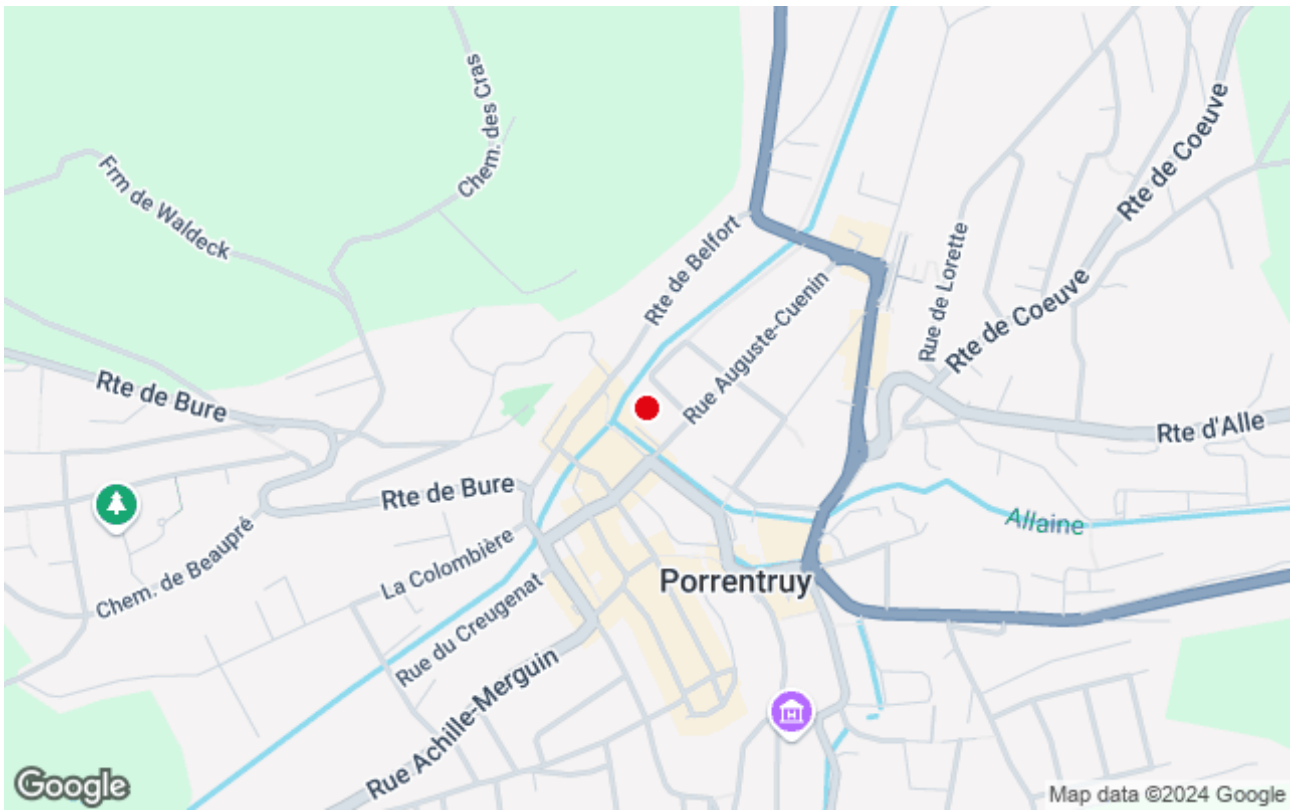 Chem. des Cras
Frm de Waldeck
Rte de Coeuve
Rte de Belfort
Rue de Lorette
Rue Auguste-Cuenin
Rte de Coeuve
Rte de Bure
Rte d'Alle
Rte de Bure
Allaine
Chem. de Beaupré
La Colombière
Porrentruy
Rue du Creugenat
Rue Achille-Merguin
H
Google
Map data ©2024 Google